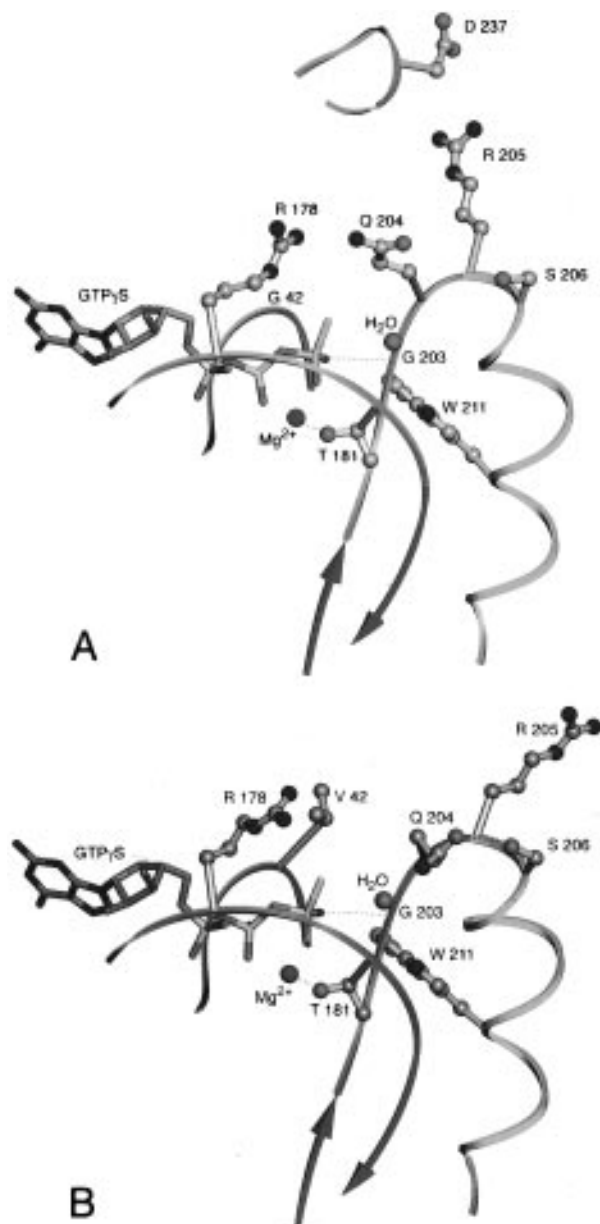 D 237
R 205
R 178
Q 204
GTPγS
G 42
S 206
H₂O
G 203
W 211
Mg²⁺
T 181
A
R 205
R 178
V 42
Q 204
GTPγS
S 206
H₂O
G 203
W 211
Mg²⁺
T 181
B